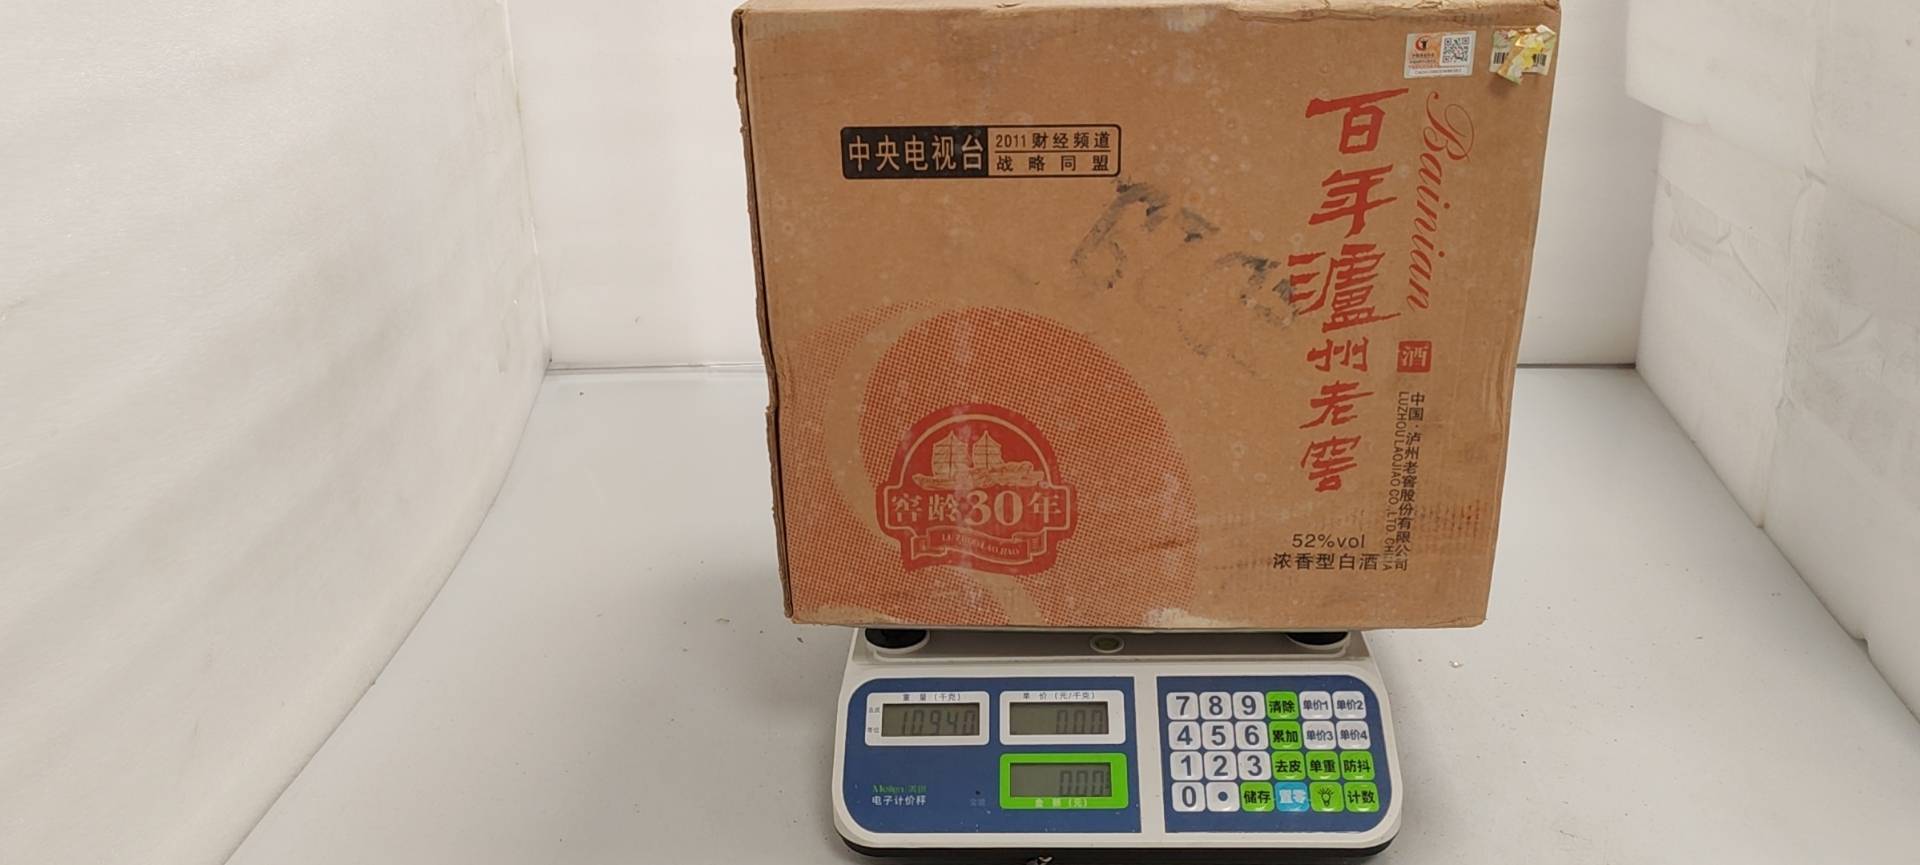 中央电视台
2011财经频道
战略同盟
百年泸州老窖
Bainian
酒
中国·泸州老窖股份有限公司
LUZHOU LAOJIAO CO.,LTD. CHINA
窖龄30年
LUZHOULAOJIAO
52%vol
浓香型白酒
重量(千克)
单价(元/千克)
10.940
0.00
0.00
金额(元)
电子计价秤
7 8 9 清除 单价1 单价2
4 5 6 累加 单价3 单价4
1 2 3 去皮 单重 防抖
0 • 储存 置零 计数